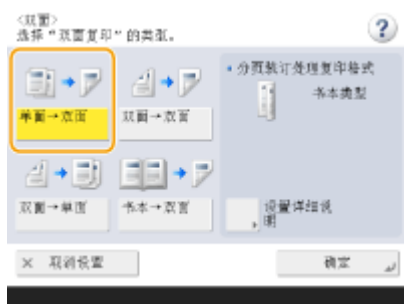 <双面>
选择“双面复印”的类型。
?
单面→双面
双面→双面
• 分页装订处理复印格式
书本类型
双面→单面
书本→双面
设置详细说
明
× 取消设置
确定